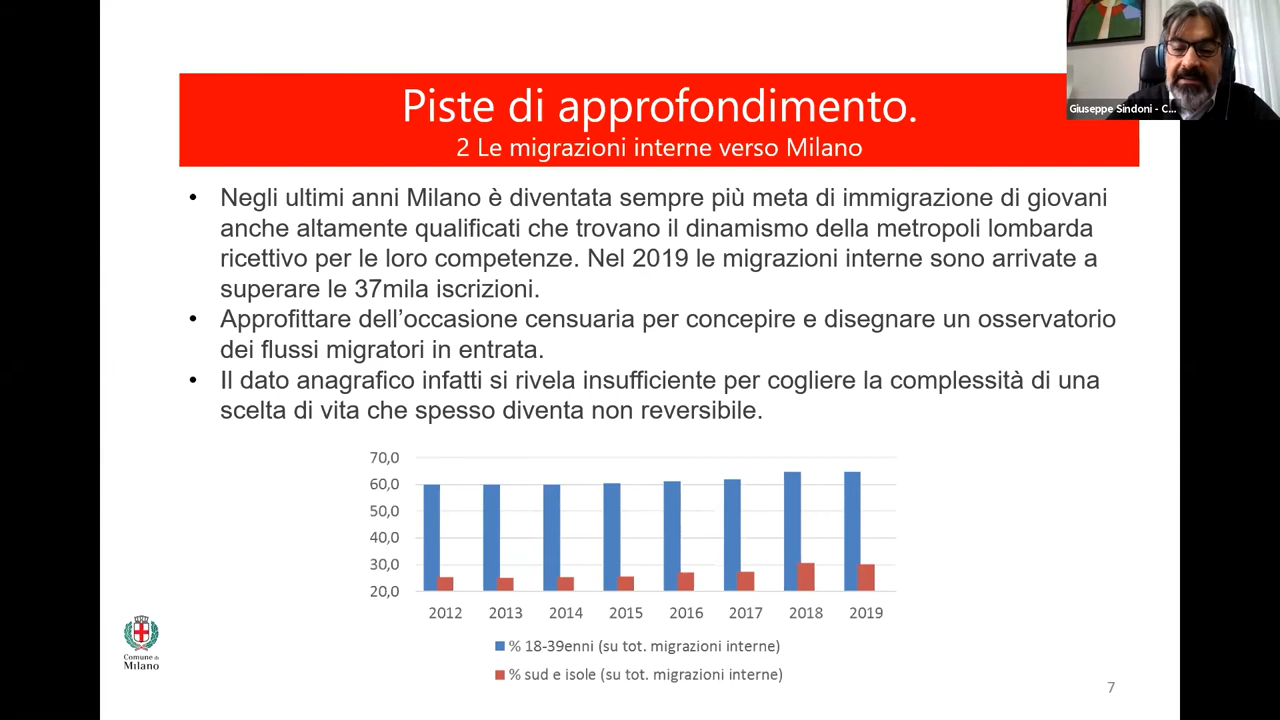 Giuseppe Sindoni - C...
Piste di approfondimento.
2 Le migrazioni interne verso Milano
• Negli ultimi anni Milano è diventata sempre più meta di immigrazione di giovani
anche altamente qualificati che trovano il dinamismo della metropoli lombarda
ricettivo per le loro competenze. Nel 2019 le migrazioni interne sono arrivate a
superare le 37mila iscrizioni.
• Approfittare dell’occasione censuaria per concepire e disegnare un osservatorio
dei flussi migratori in entrata.
• Il dato anagrafico infatti si rivela insufficiente per cogliere la complessità di una
scelta di vita che spesso diventa non reversibile.
70,0
60,0
50,0
40,0
30,0
20,0
2012 2013 2014 2015 2016 2017 2018 2019
% 18-39enni (su tot. migrazioni interne)
% sud e isole (su tot. migrazioni interne)
Comune di
Milano
7